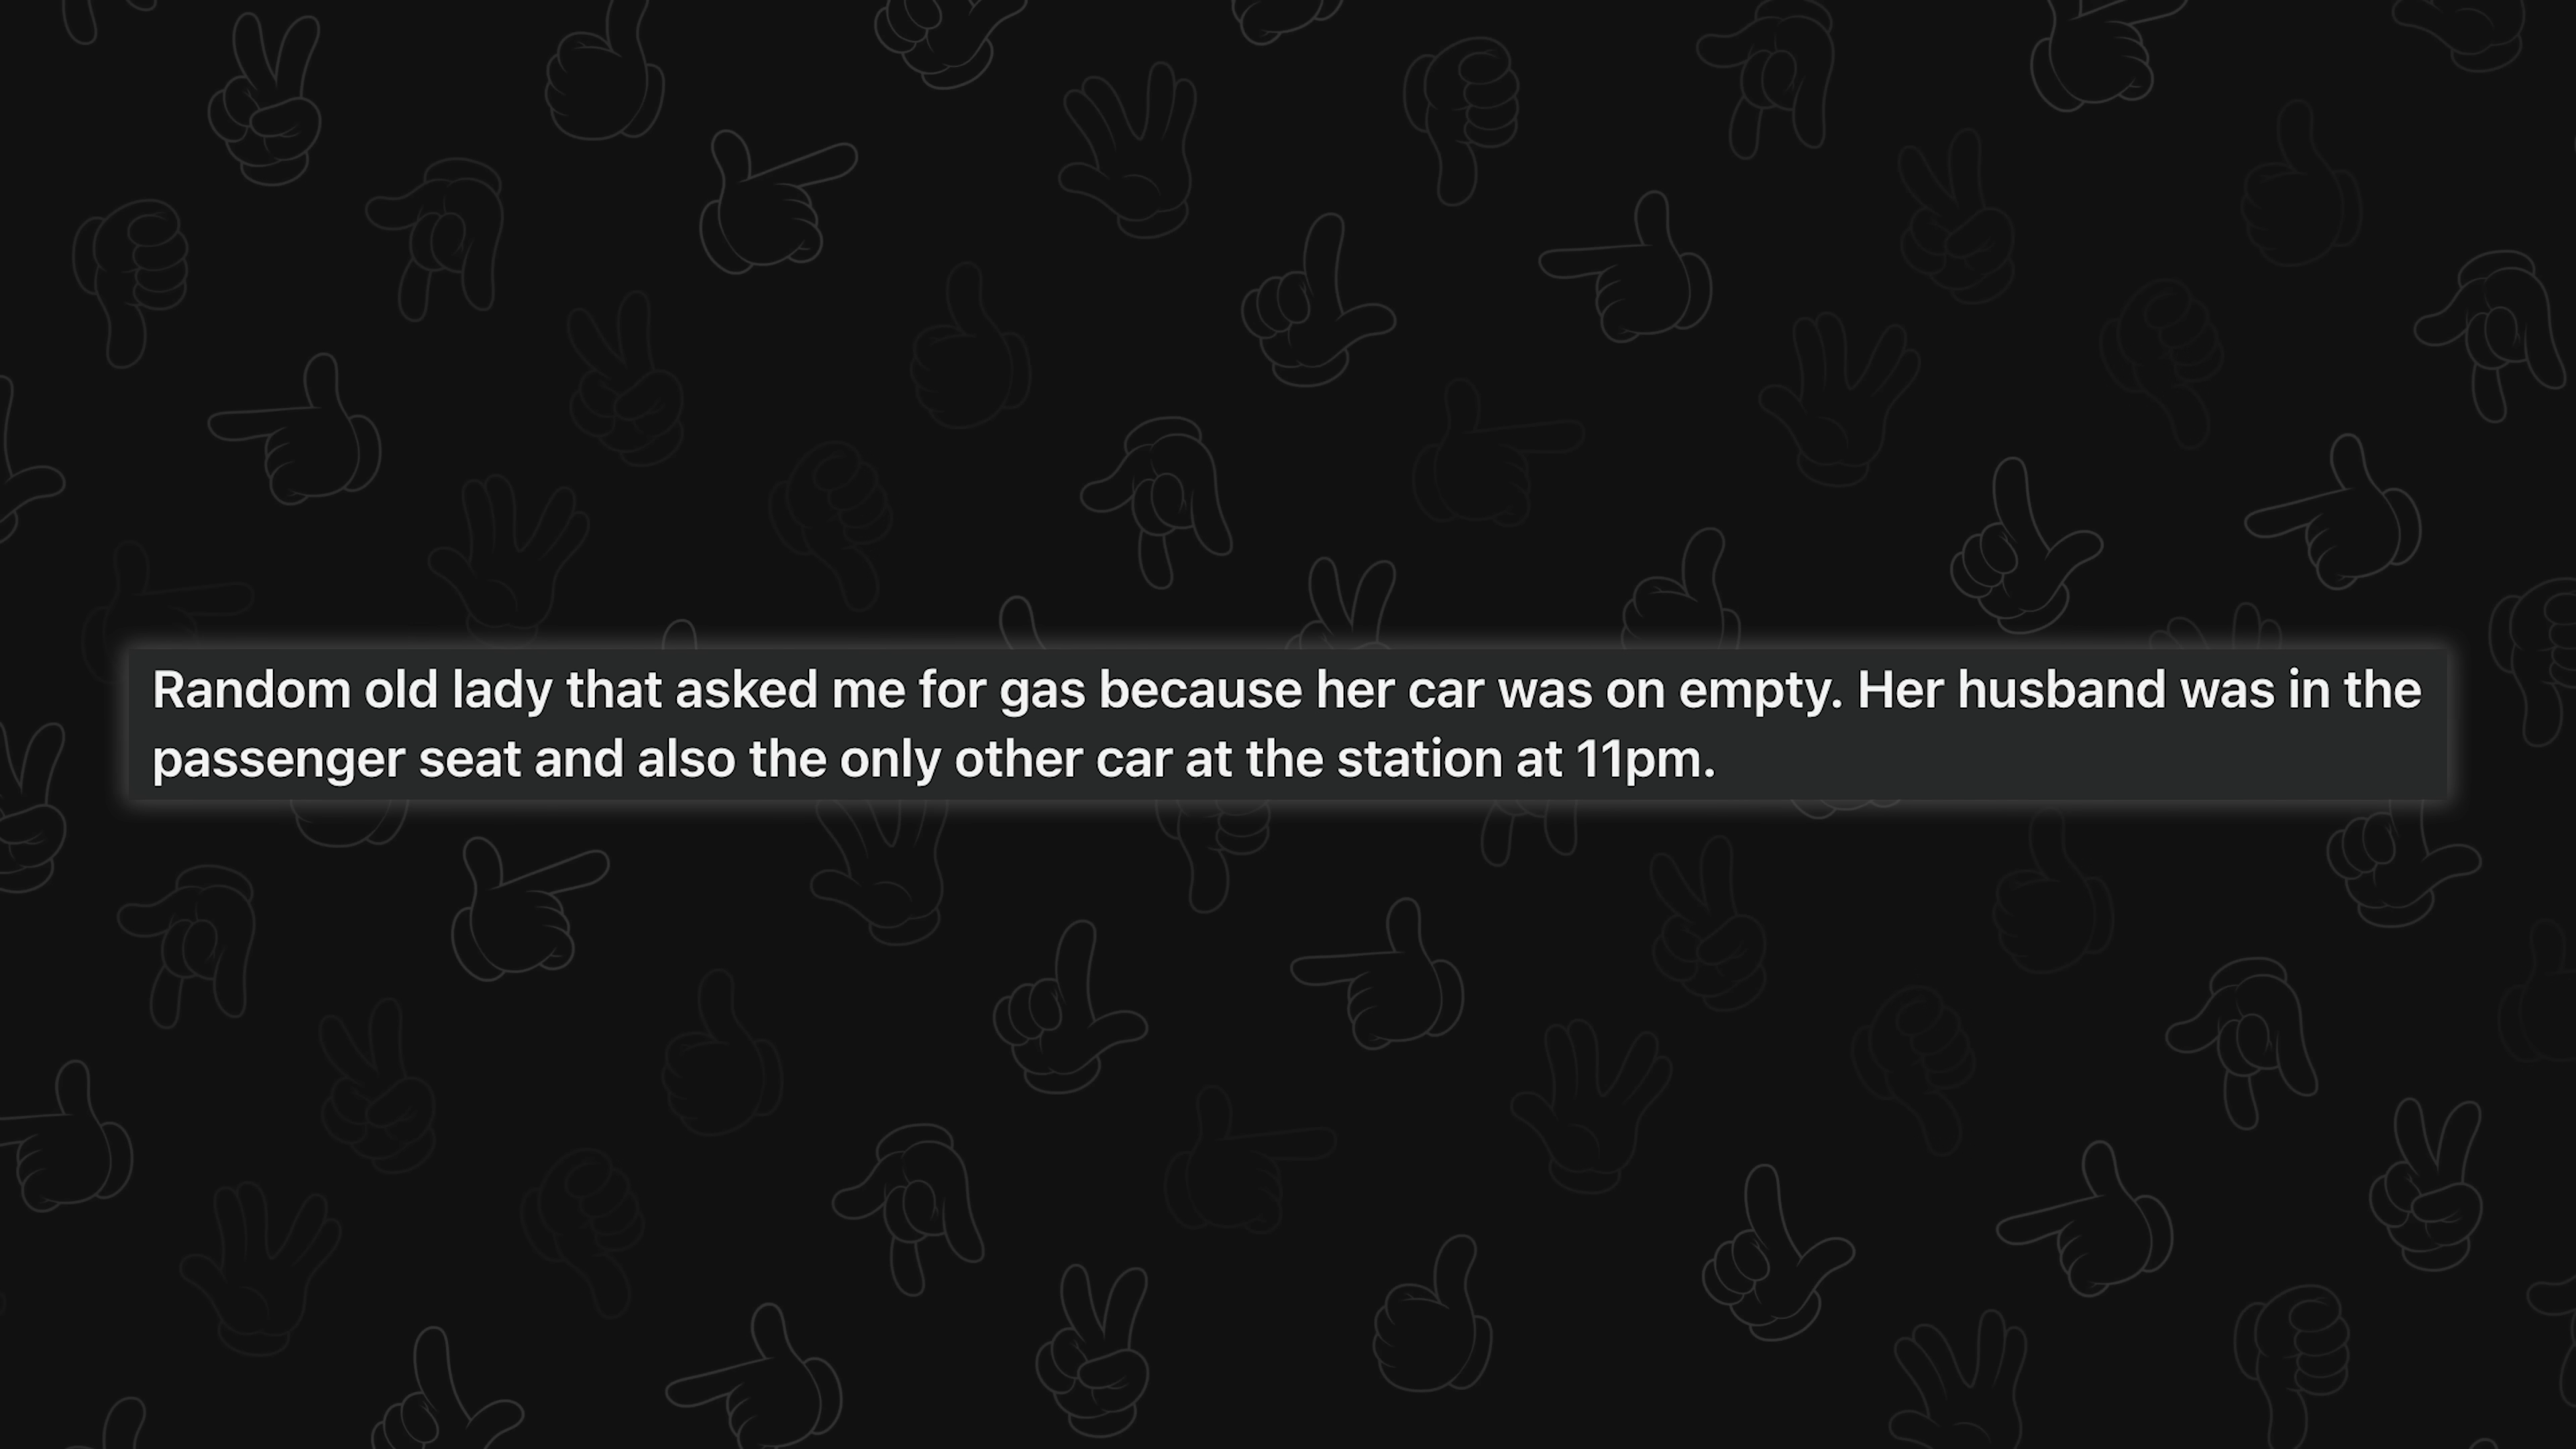 Random old lady that asked me for gas because her car was on empty. Her husband was in the
passenger seat and also the only other car at the station at 11pm.